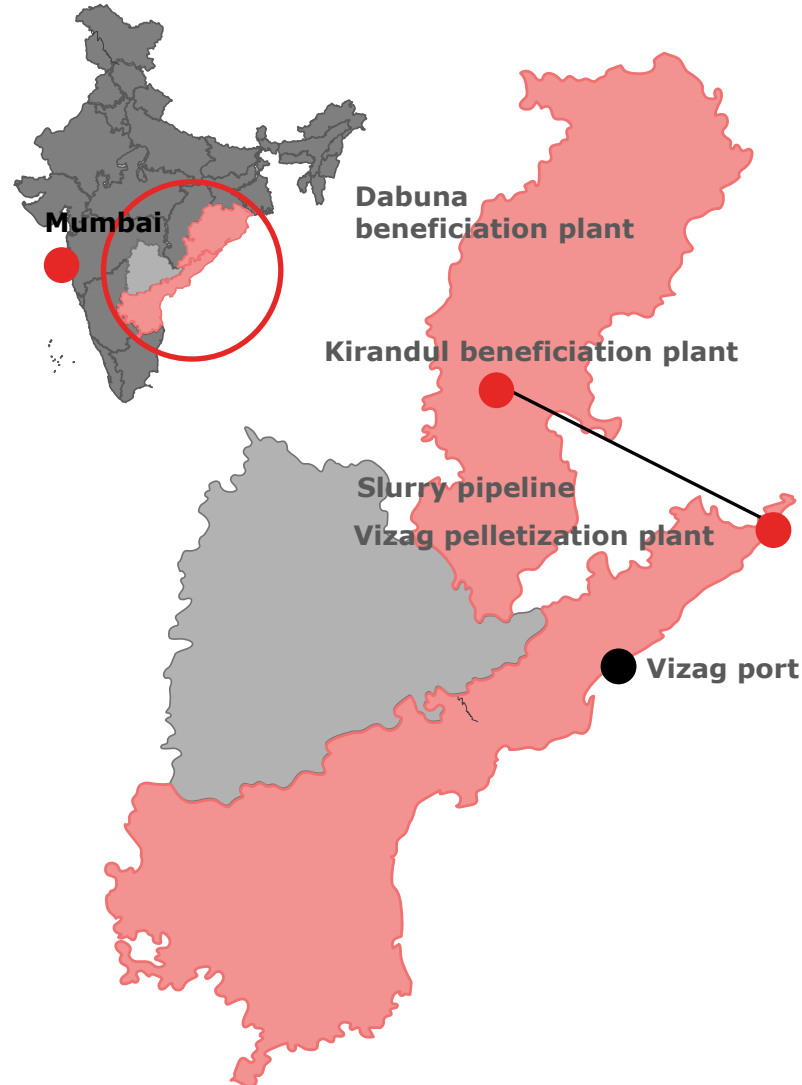 Mumbai
Dabuna
beneficiation plant
Kirandul beneficiation plant
Slurry pipeline
Vizag pelletization plant
Vizag port